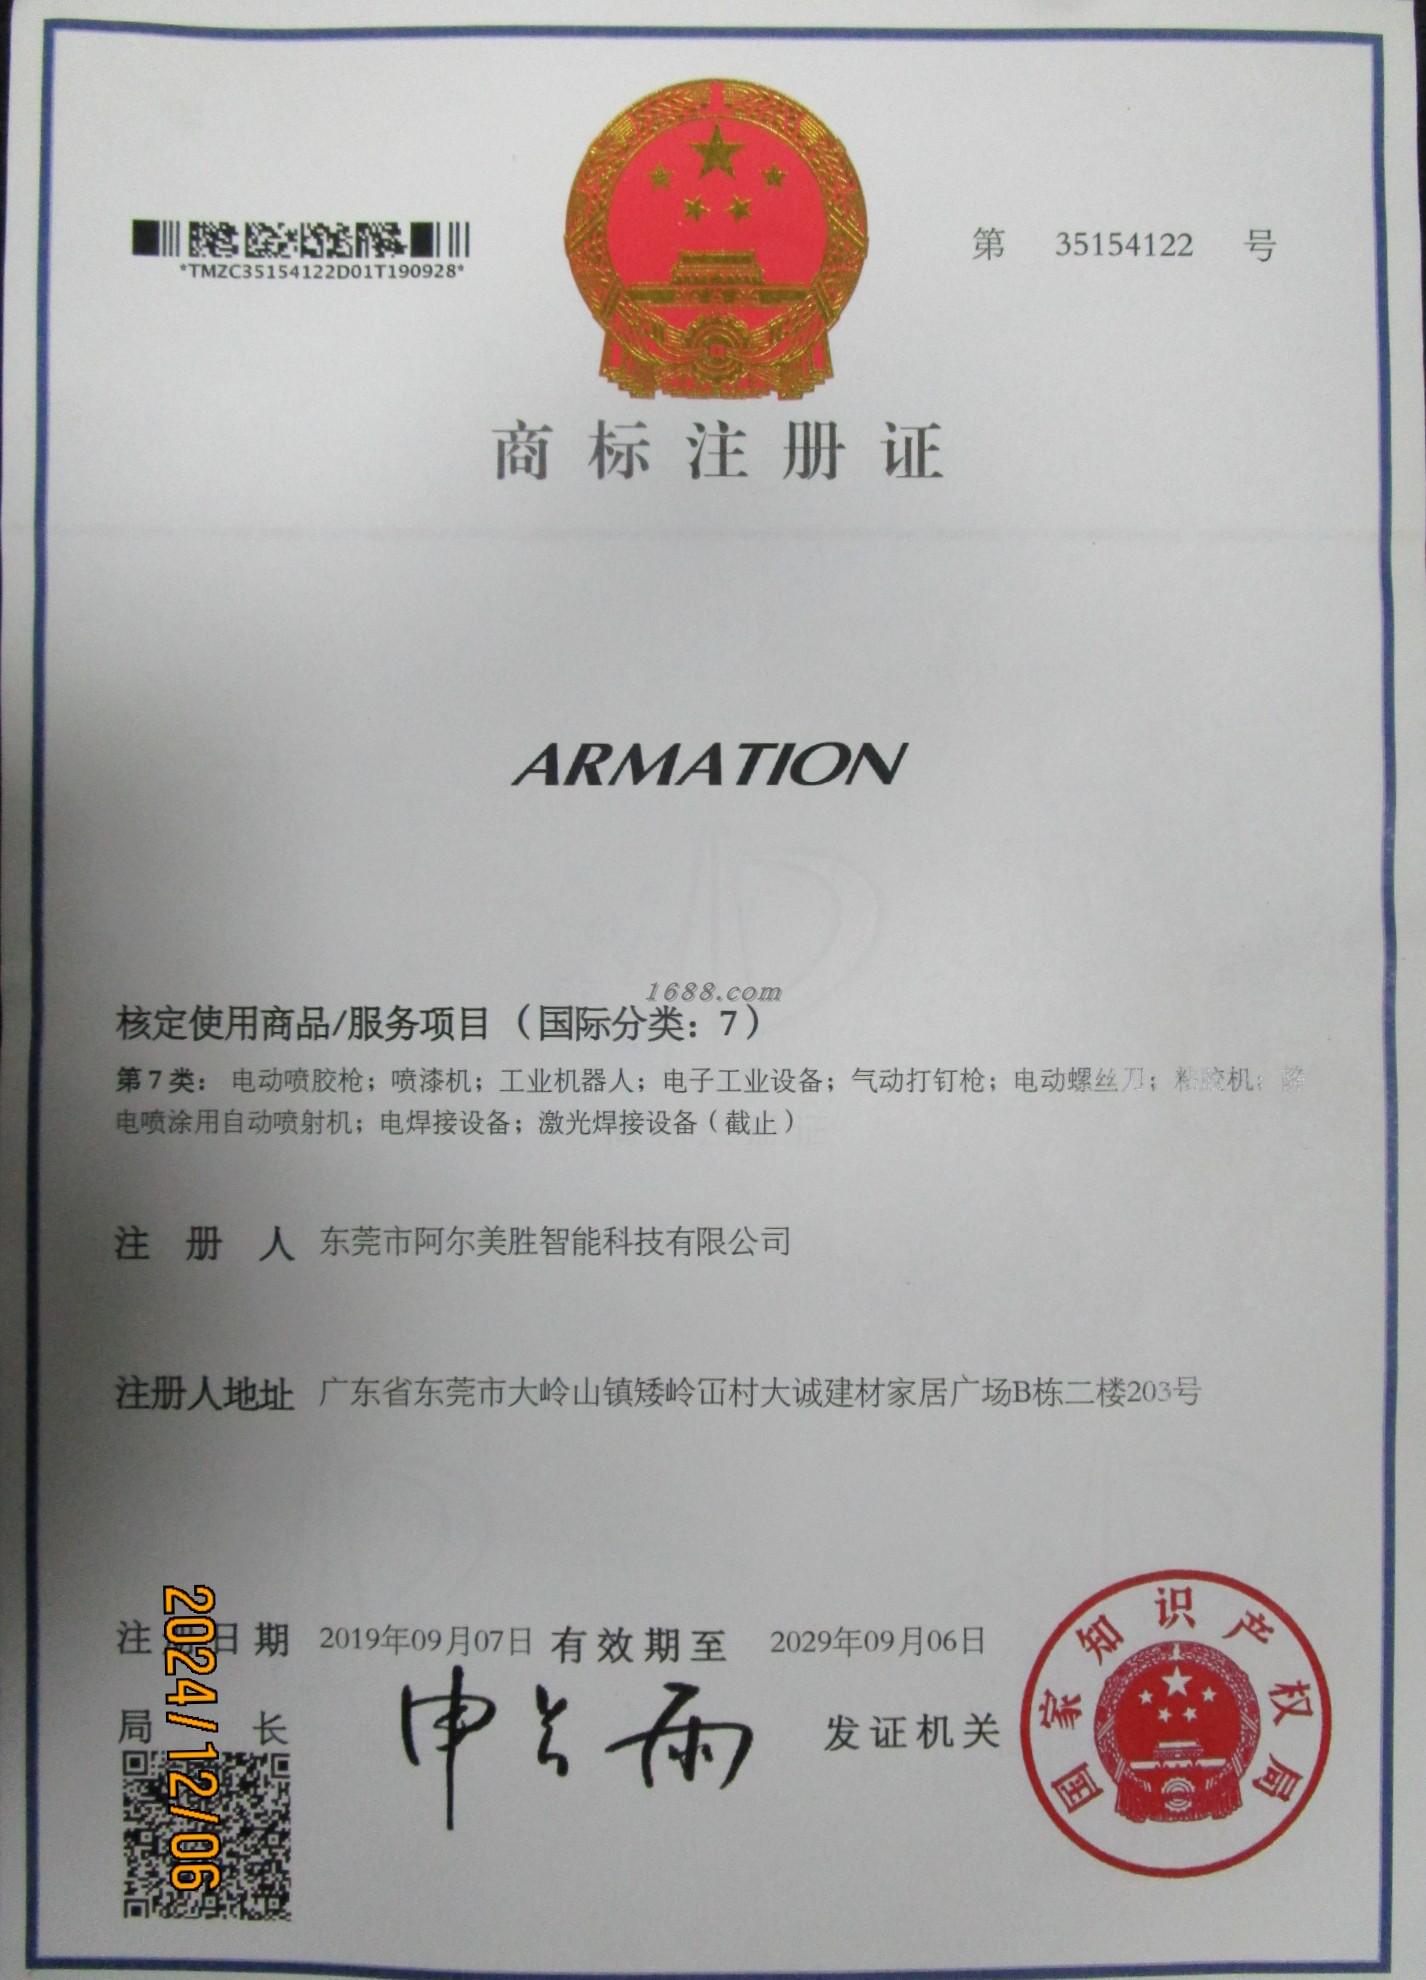 *TMZC35154122D01T190928*
第 35154122 号
商标注册证
ARMATION
1688.com
核定使用商品/服务项目（国际分类：7）
第7类：电动喷胶枪；喷漆机；工业机器人；电子工业设备；气动打钉枪；电动螺丝刀；粘胶机；静
电喷涂用自动喷射机；电焊接设备；激光焊接设备（截止）
注册人 东莞市阿尔美胜智能科技有限公司
注册人地址 广东省东莞市大岭山镇矮岭冚村大诚建材家居广场B栋二楼203号
注 日期 2019年09月07日 有效期至 2029年09月06日
局长 申长雨 发证机关
国家知识产权局
2024/12/06